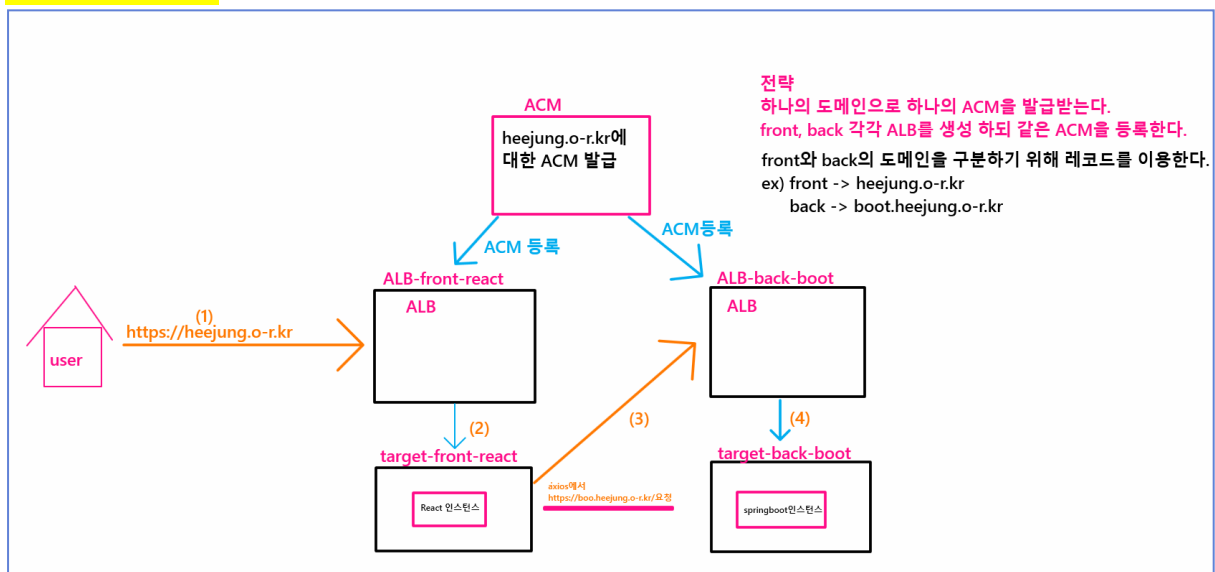 전략
하나의 도메인으로 하나의 ACM을 발급받는다.
front, back 각각 ALB를 생성 하되 같은 ACM을 등록한다.
front와 back의 도메인을 구분하기 위해 레코드를 이용한다.
ex) front -> heejung.o-r.kr
back -> boot.heejung.o-r.kr
ACM
heejung.o-r.kr에
대한 ACM 발급
ACM 등록
ACM등록
ALB-front-react
ALB
ALB-back-boot
ALB
(1)
https://heejung.o-r.kr
user
(2)
(3)
(4)
target-front-react
React 인스턴스
axios에서
https://boo.heejung.o-r.kr/요청
target-back-boot
springboot인스턴스